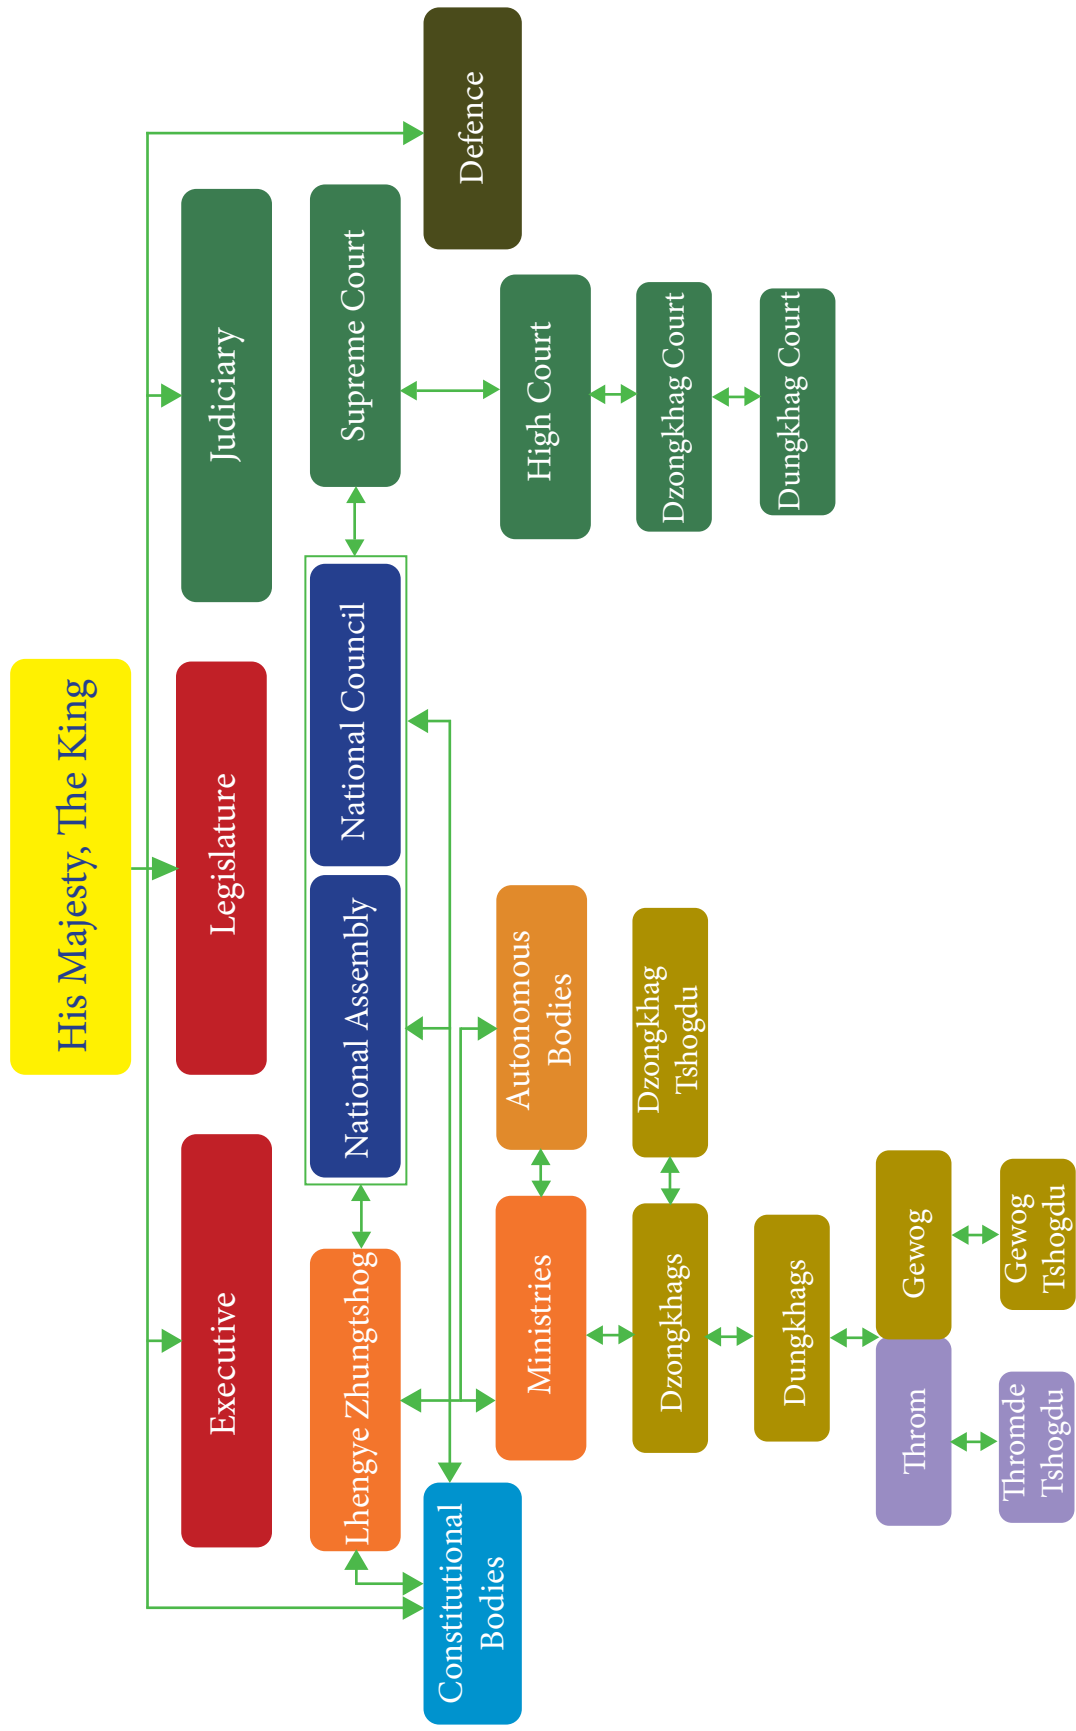 His Majesty, The King
Executive
Legislature
Judiciary
Lhengye Zhungtshog
National Assembly
National Council
Supreme Court
Constitutional
Bodies
Defence
Ministries
Autonomous
Bodies
High Court
Dzongkhags
Dzongkhag
Tshogdu
Dzongkhag Court
Dungkhags
Dungkhag Court
Throm
Gewog
Thromde
Tshogdu
Gewog
Tshogdu